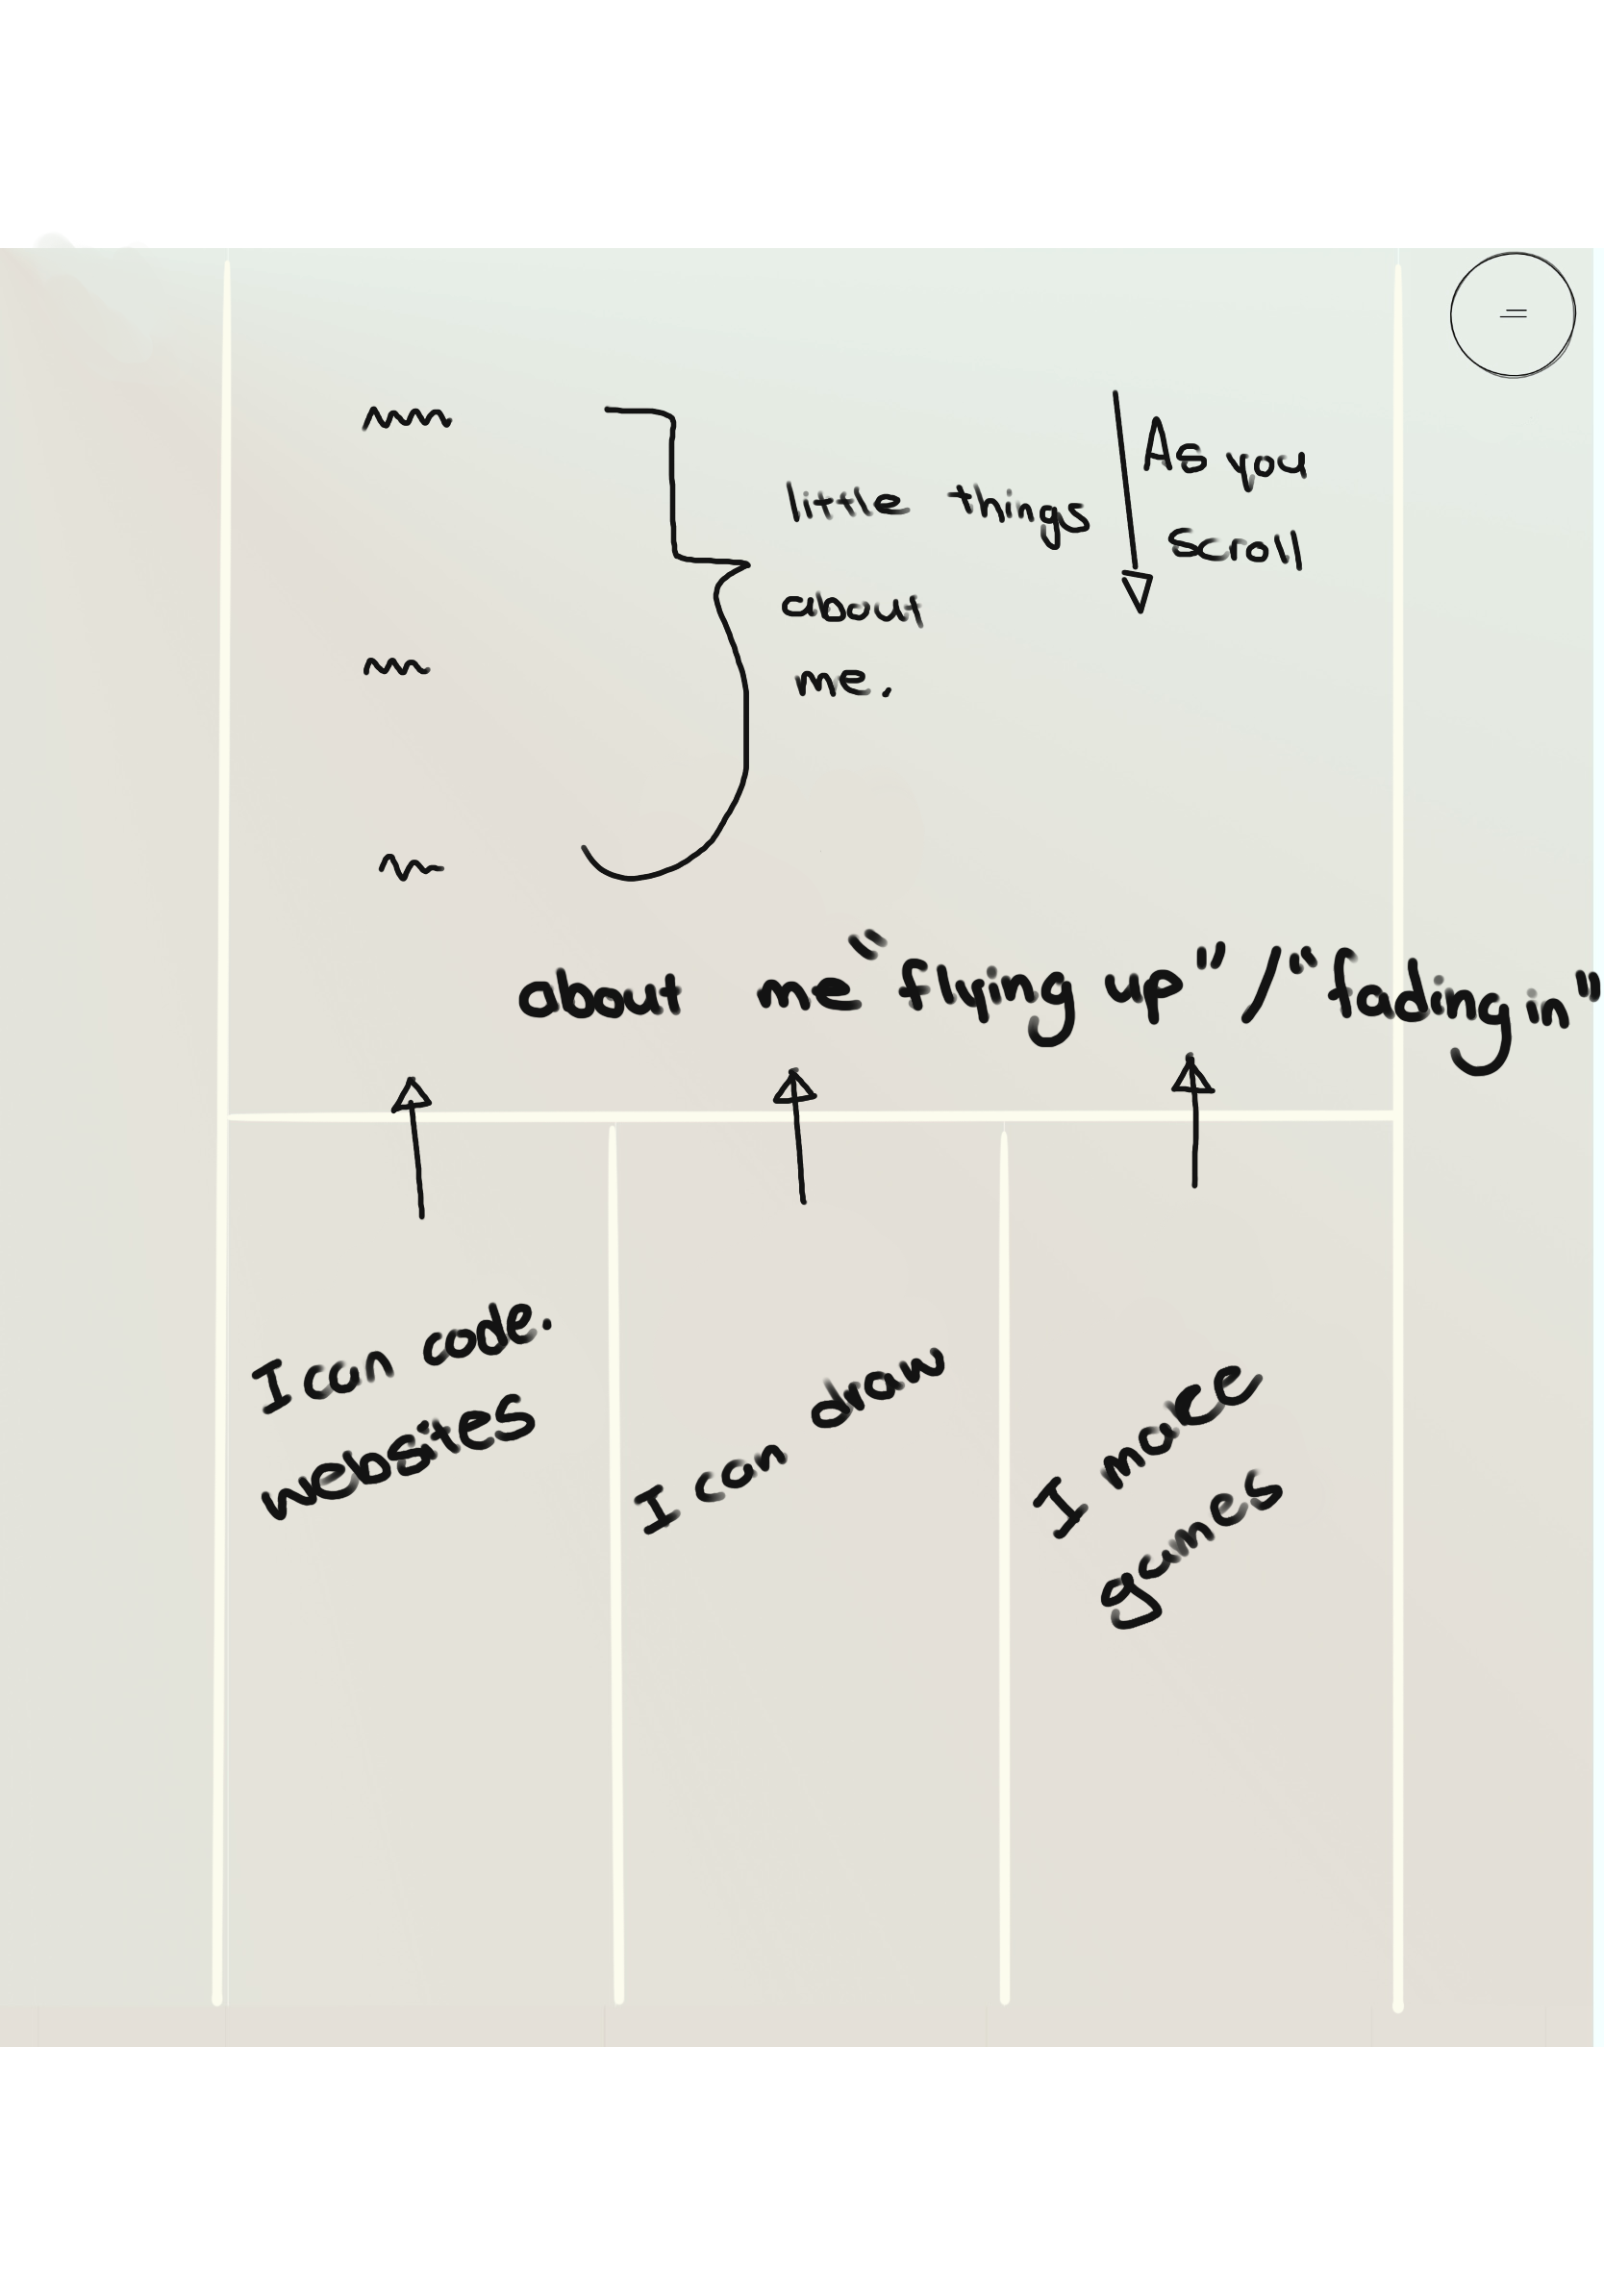 little things
about
me.
As you
scroll
about me "flying up" / "fading in"
I can code.
websites
I can draw
I make
games